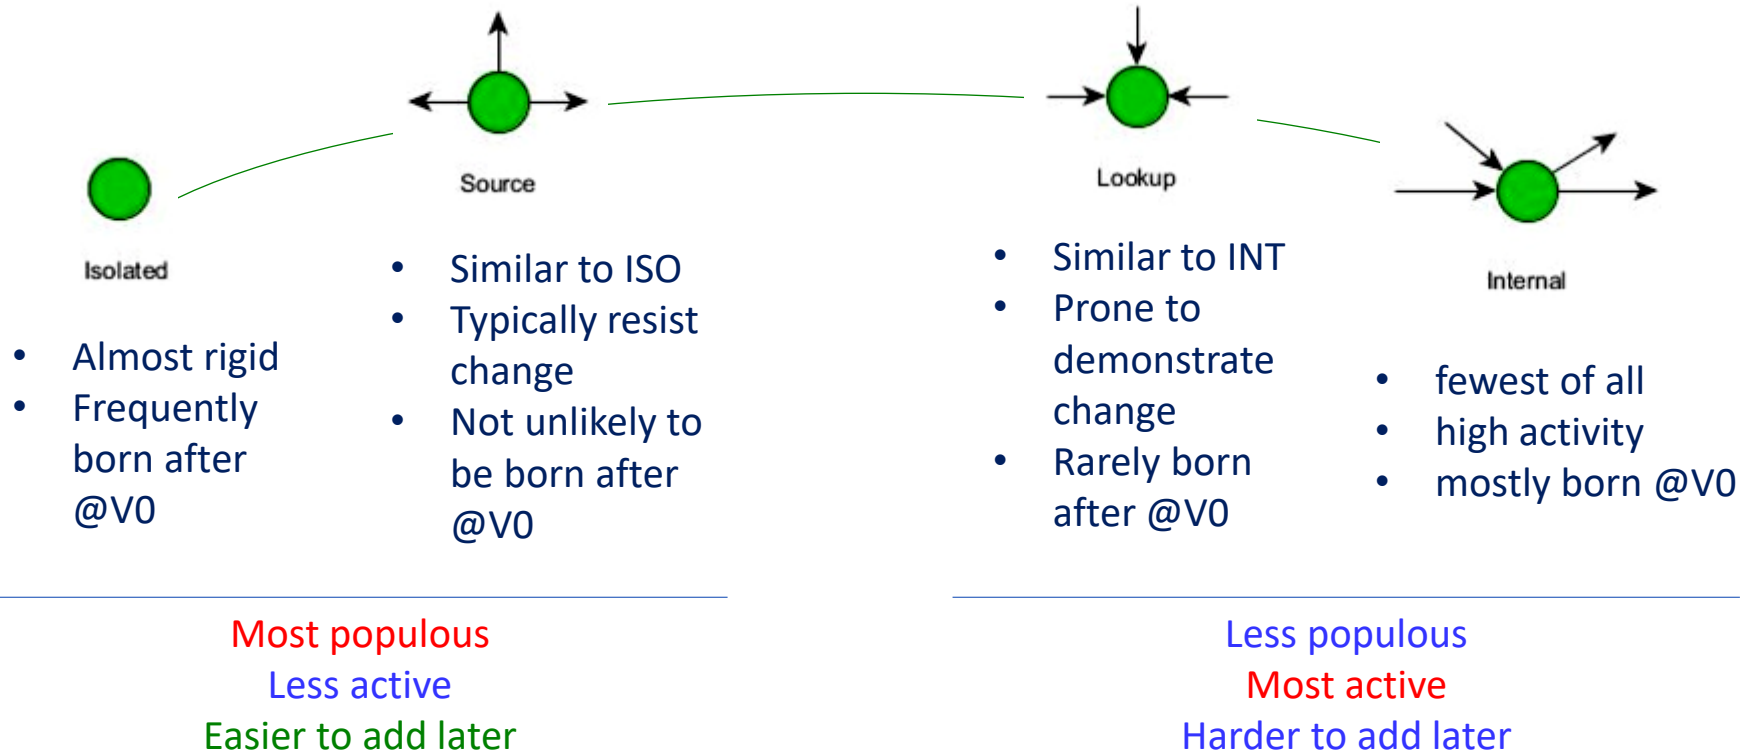 Isolated
• Almost rigid
• Frequently
born after
@V0
Source
• Similar to ISO
• Typically resist
change
• Not unlikely to
be born after
@V0
Lookup
• Similar to INT
• Prone to
demonstrate
change
• Rarely born
after @V0
Internal
• fewest of all
• high activity
• mostly born @V0
Most populous
Less active
Easier to add later
Less populous
Most active
Harder to add later